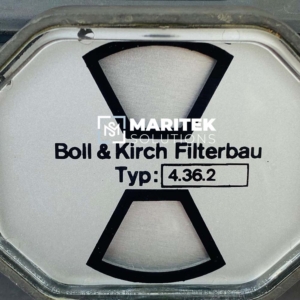 MARITEK
SOLUTIONS
Boll & Kirch Filterbau
Typ: 4.36.2